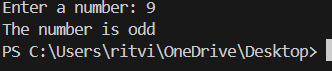 Enter a number: 9
The number is odd
PS C:\Users\ritvi\OneDrive\Desktop>